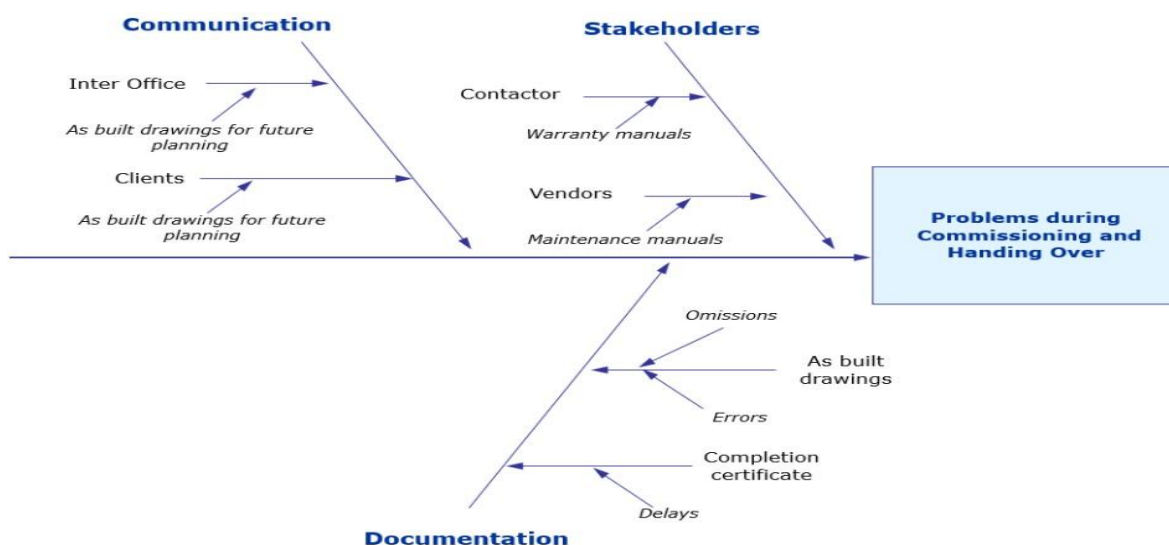 Communication
Stakeholders
Inter Office
As built drawings for future
planning
Clients
As built drawings for future
planning
Contactor
Warranty manuals
Vendors
Maintenance manuals
Problems during
Commissioning and
Handing Over
Omissions
As built
drawings
Errors
Completion
certificate
Delays
Documentation